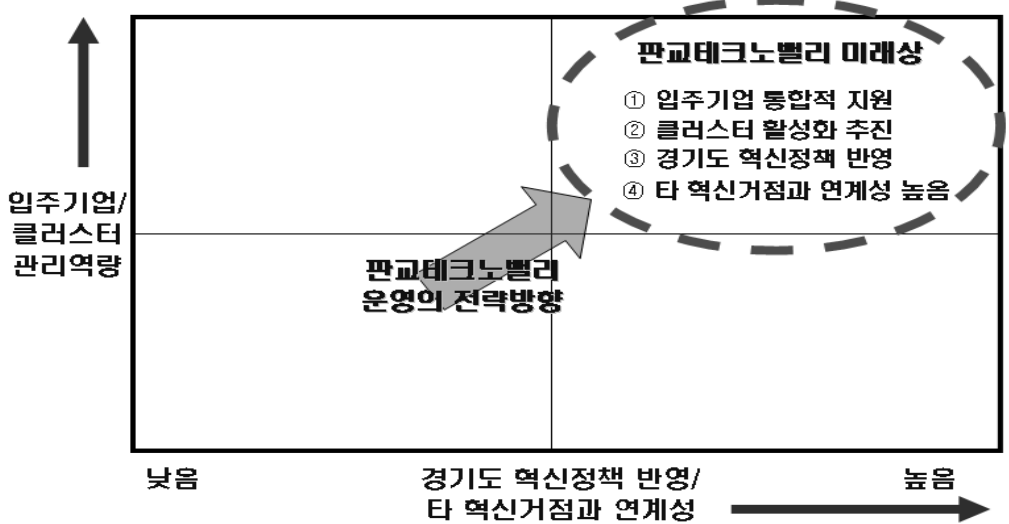 판교테크노벨리 미래상
① 입주기업 통합적 지원
② 클러스터 활성화 추진
③ 경기도 혁신정책 반영
④ 타 혁신거점과 연계성 높음
입주기업/
클러스터
관리역량
판교테크노벨리
운영의 전략방향
낮음
경기도 혁신정책 반영/
타 혁신거점과 연계성
높음